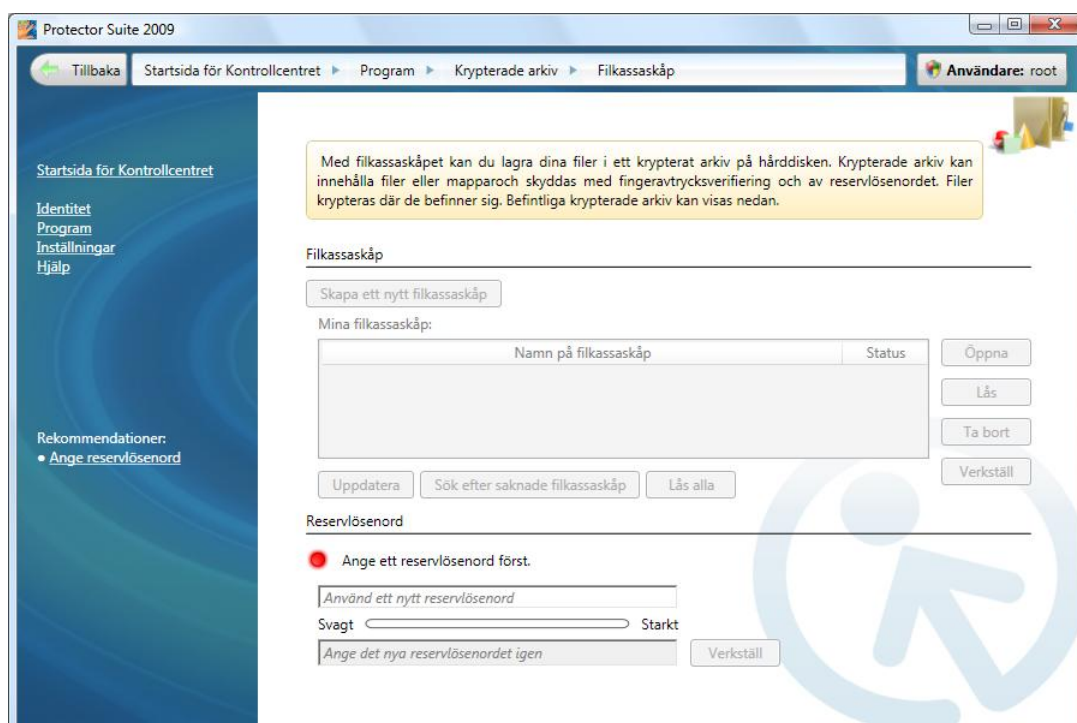 Protector Suite 2009
Tillbaka Startsida för Kontrollcentret Program Krypterade arkiv Filkassaskåp Användare: root
Startsida för Kontrollcentret
Identitet
Program
Inställningar
Hjälp
Rekommendationer:
• Ange reservlösenord
Med filkassaskåpet kan du lagra dina filer i ett krypterat arkiv på hårddisken. Krypterade arkiv kan
innehålla filer eller mapparoch skyddas med fingeravtrycksverifiering och av reservlösenordet. Filer
krypteras där de befinner sig. Befintliga krypterade arkiv kan visas nedan.
Filkassaskåp
Skapa ett nytt filkassaskåp
Mina filkassaskåp:
Namn på filkassaskåp Status
Öppna
Lås
Ta bort
Verkställ
Uppdatera Sök efter saknade filkassaskåp Lås alla
Reservlösenord
Ange ett reservlösenord först.
Använd ett nytt reservlösenord
Svagt Starkt
Ange det nya reservlösenordet igen Verkställ